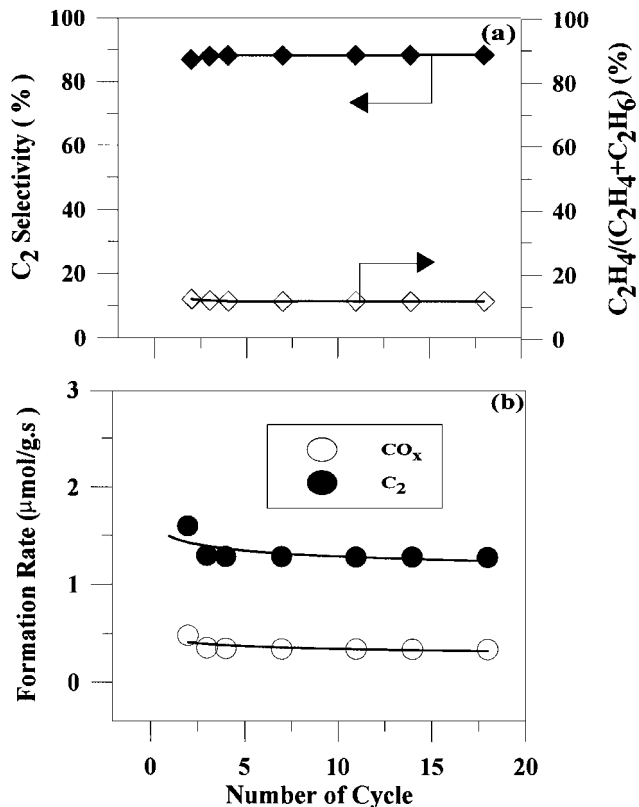 (a)
C2 Selectivity ( % )
100
80
60
40
20
0
C2H4/(C2H4+C2H6) (%)
100
80
60
40
20
0
(b)
Formation Rate (μmol/g.s)
3
2
1
0
COx
C2
0 5 10 15 20
Number of Cycle